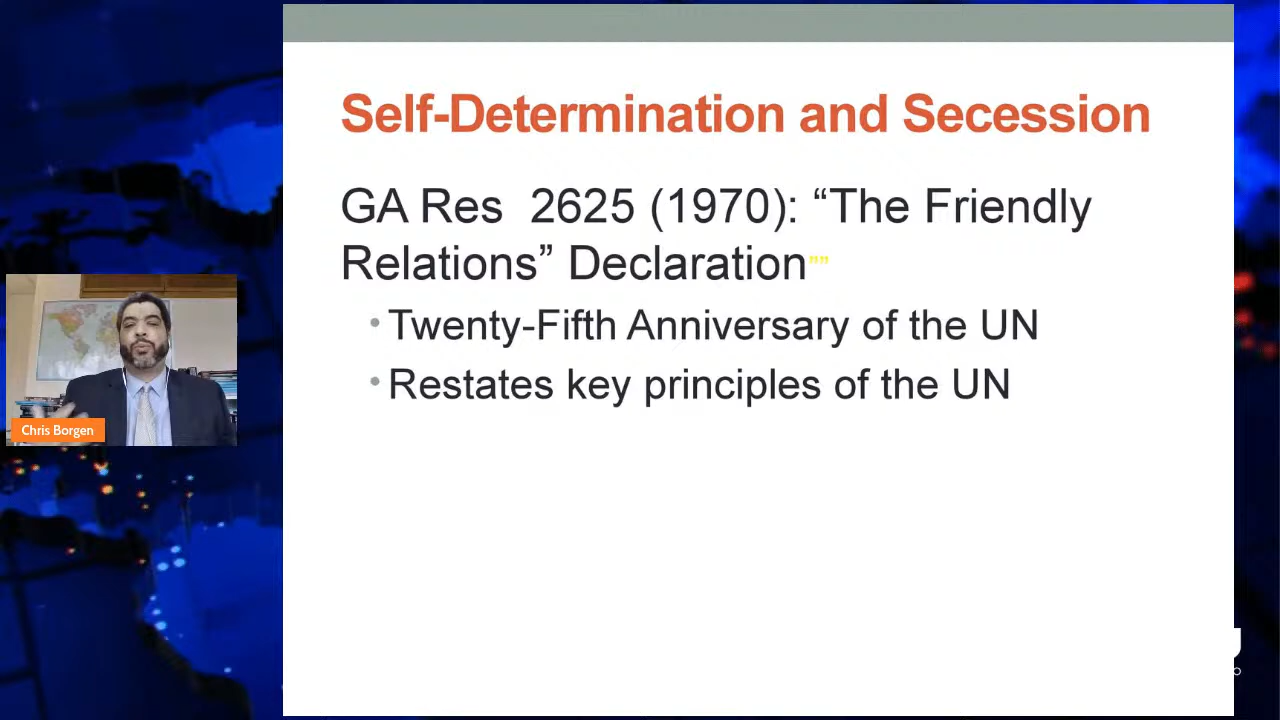 Self-Determination and Secession
GA Res 2625 (1970): “The Friendly
Relations” Declaration””
• Twenty-Fifth Anniversary of the UN
• Restates key principles of the UN
Chris Borgen